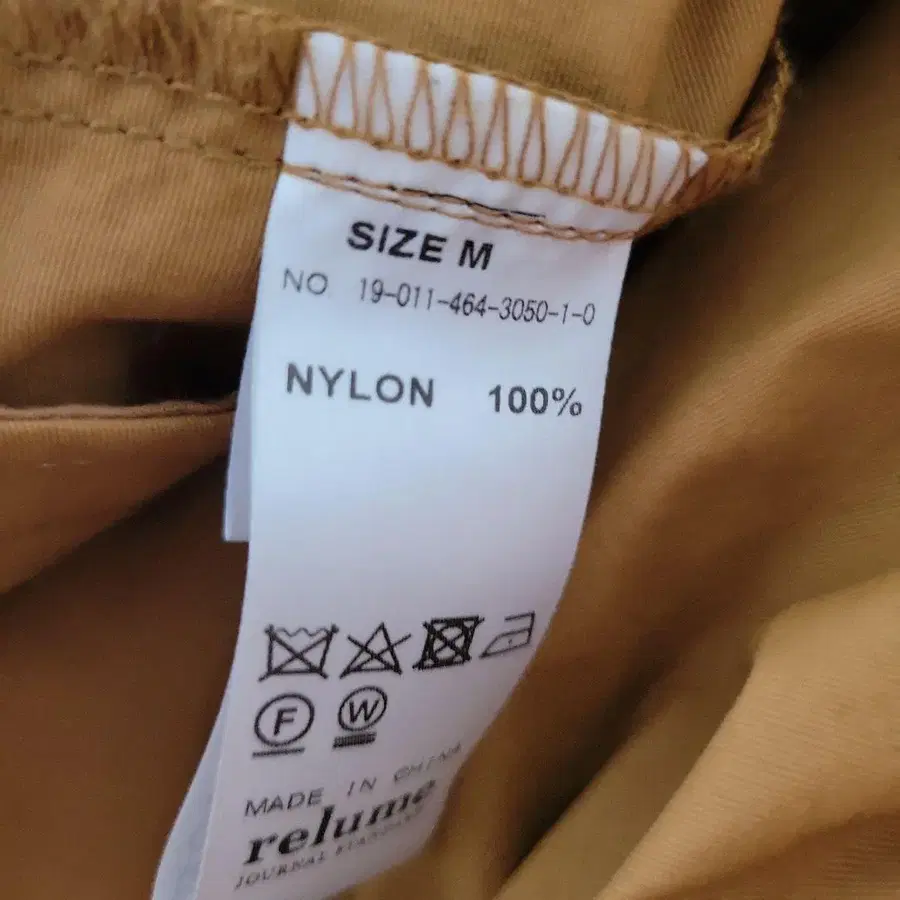 SIZE M
NO. 19-011-464-3050-1-0
NYLON 100%
F W
MADE IN CHINA
relume
JOURNAL STANDARD